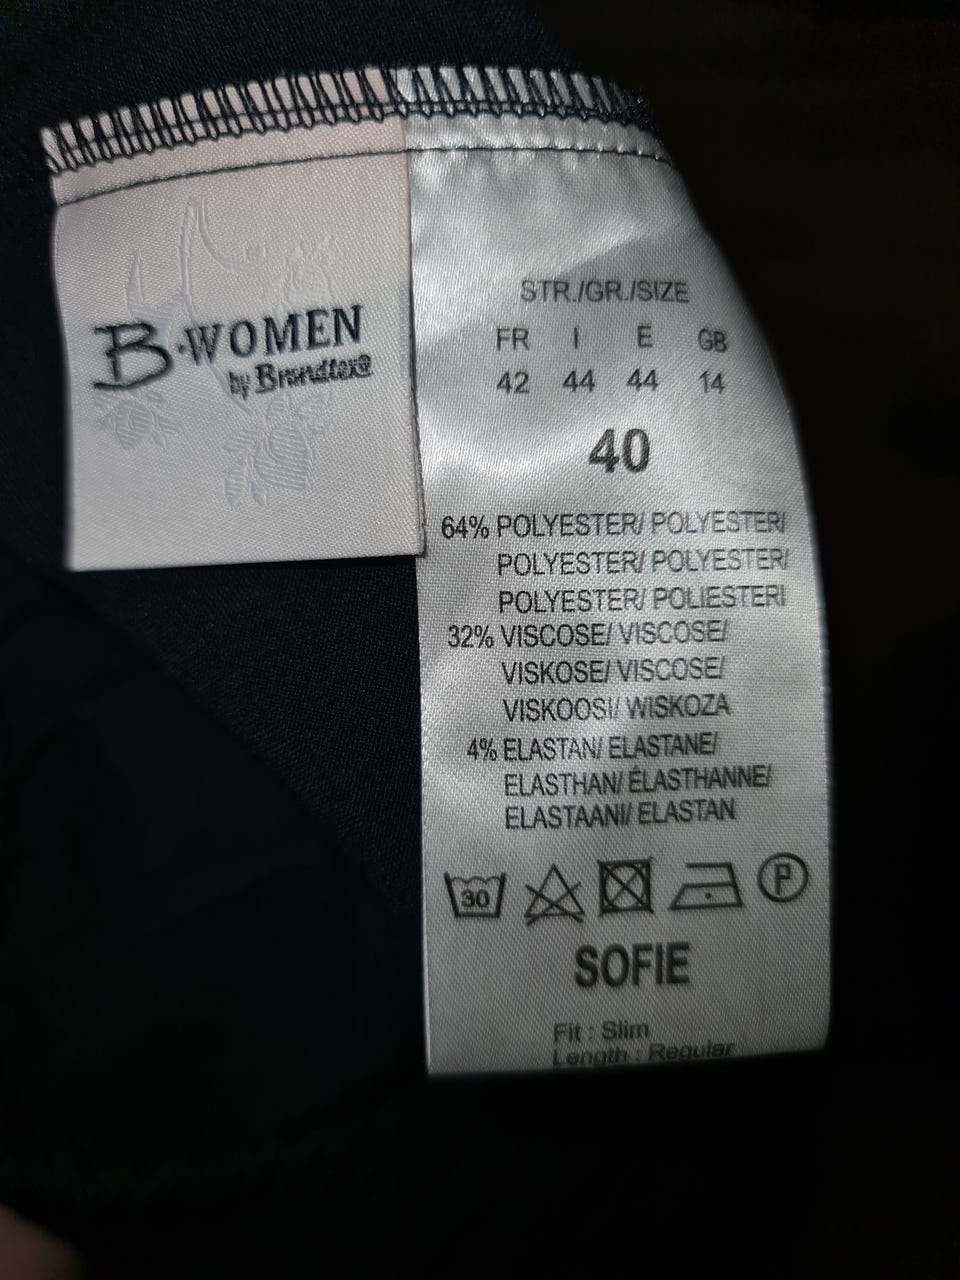 B·WOMEN
by Brandtex®
STR./GR./SIZE
FR I E GB
42 44 44 14
40
64% POLYESTER/ POLYESTER/
POLYESTER/ POLYESTER/
POLYESTER/ POLIESTERI
32% VISCOSE/ VISCOSE/
VISKOSE/ VISCOSE/
VISKOOSI/ WISKOZA
4% ELASTAN/ ELASTANE/
ELASTHAN/ ÉLASTHANNE/
ELASTAANI/ ELASTAN
30 P
SOFIE
Fit : Slim
Length : Regular